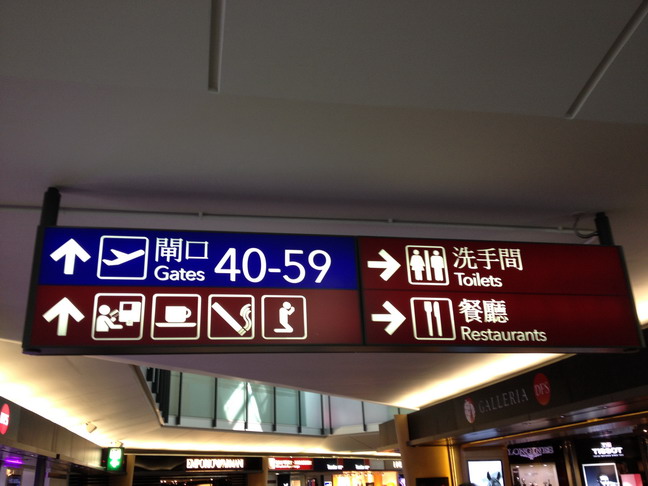 閘口
Gates
40-59
洗手間
Toilets
餐廳
Restaurants
GALLERIA
DFS
EMPORIO ARMANI
LONGINES
TISSOT